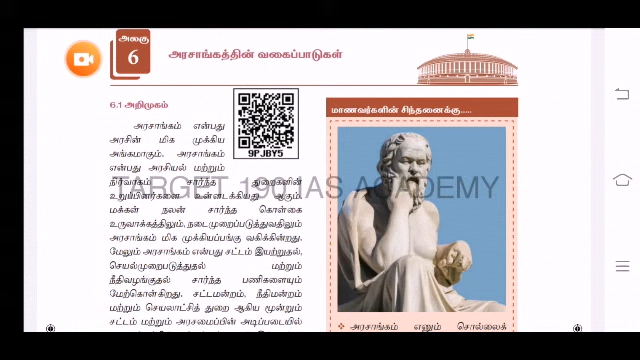 அலகு
6
அரசாங்கத்தின் வகைப்பாடுகள்
6.1 அறிமுகம்
9PJBY5
அரசாங்கம் என்பது
அரசின் மிக முக்கிய
அங்கமாகும். அரசாங்கம்
என்பது அரசியல் மற்றும்
நிர்வாகம் சார்ந்த துறைகளின்
உறுப்பினர்களை உள்ளடக்கியது ஆகும்.
மக்கள் நலன் சார்ந்த கொள்கை
உருவாக்கத்திலும், நடைமுறைப்படுத்துவதிலும்
அரசாங்கம் மிக முக்கியப்பங்கு வகிக்கின்றது.
மேலும் அரசாங்கம் என்பது சட்டம் இயற்றுதல்,
செயல்முறைபடுத்துதல் மற்றும்
நீதிவழங்குதல் சார்ந்த பணிகளையும்
மேற்கொள்கிறது. சட்டமன்றம், நீதிமன்றம்
மற்றும் செயலாட்சித் துறை ஆகிய மூன்றும்
சட்டம் மற்றும் அரசமைப்பின் அடிப்படையில்
மாணவர்களின் சிந்தனைக்கு.....
❖ அரசாங்கம் எனும் சொல்லைக்
TARGET 190 IAS ACADEMY